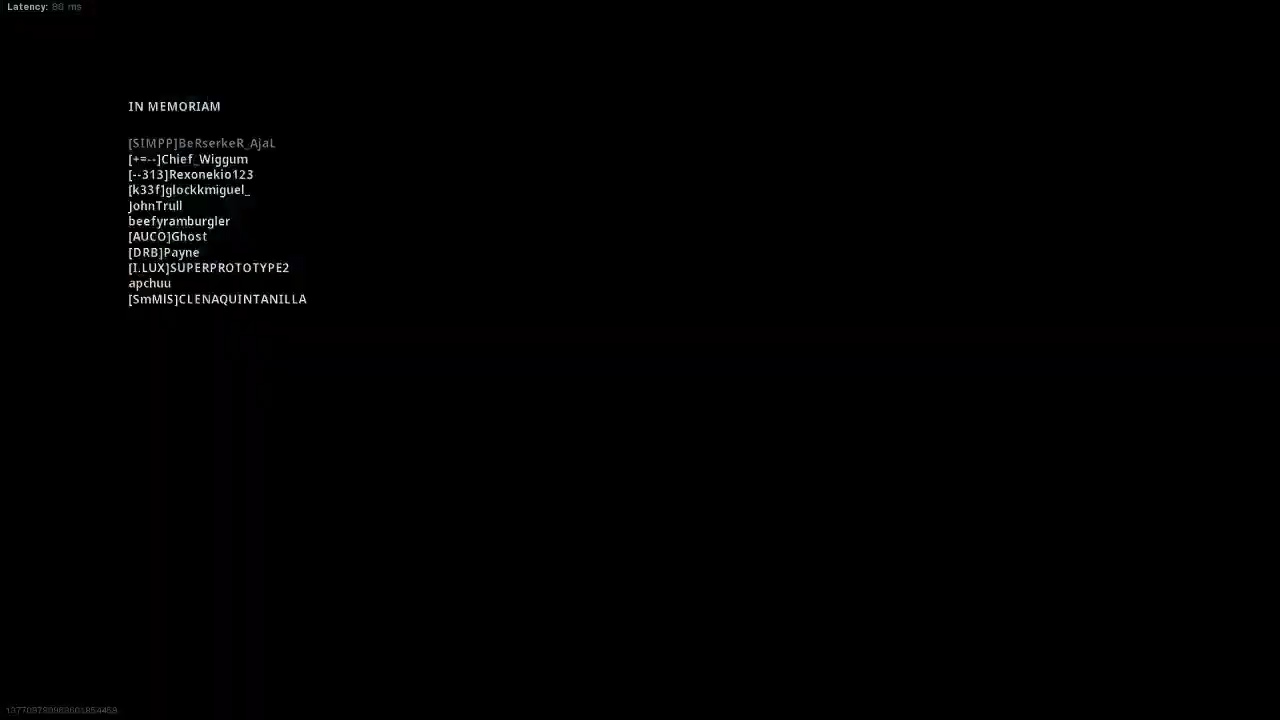 Latency: 86 ms
IN MEMORIAM
[SIMPP]BeRserkeR_AjaL
[+=--]Chief_Wiggum
[--313]Rexonekio123
[k33f]glockkmiguel_
JohnTrull
beefyramburgler
[AUCO]Ghost
[DRB]Payne
[I.LUX]SUPERPROTOTYPE2
apchuu
[SmMlS]CLENAQUINTANILLA